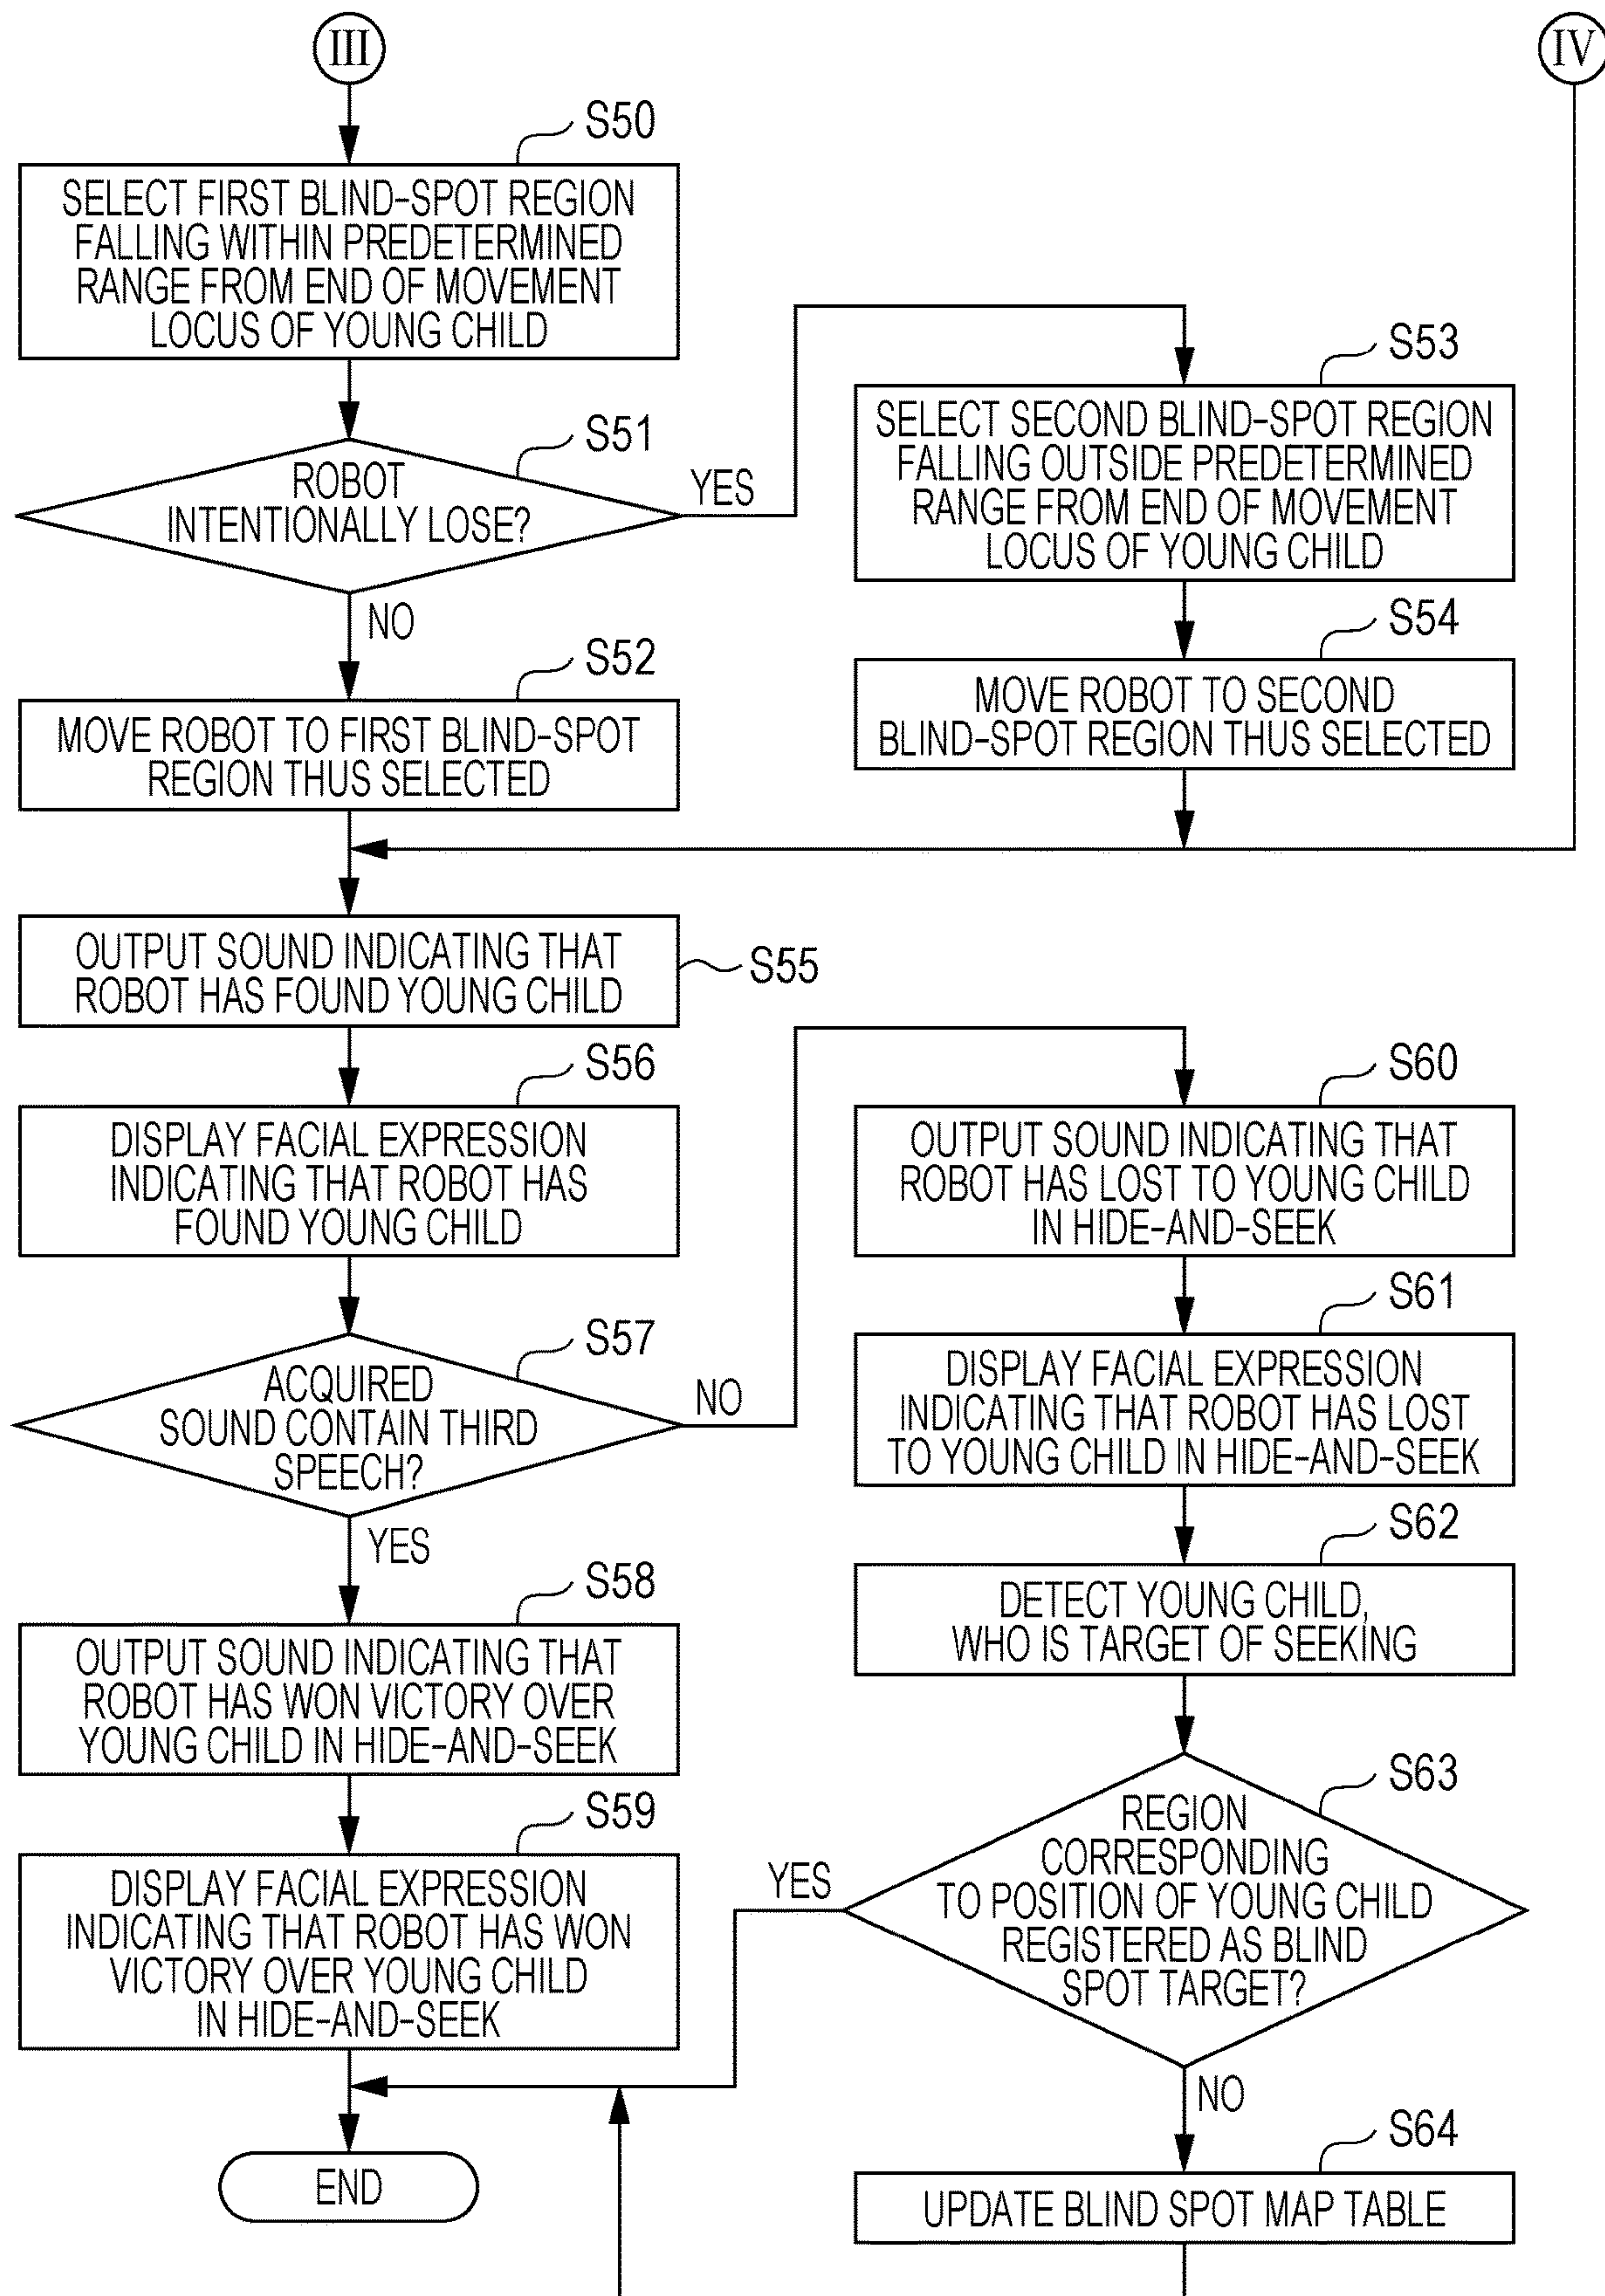 III
IV
S50
SELECT FIRST BLIND-SPOT REGION
FALLING WITHIN PREDETERMINED
RANGE FROM END OF MOVEMENT
LOCUS OF YOUNG CHILD
S51
ROBOT
INTENTIONALLY LOSE?
YES
NO
S53
SELECT SECOND BLIND-SPOT REGION
FALLING OUTSIDE PREDETERMINED
RANGE FROM END OF MOVEMENT
LOCUS OF YOUNG CHILD
S52
MOVE ROBOT TO FIRST BLIND-SPOT
REGION THUS SELECTED
S54
MOVE ROBOT TO SECOND
BLIND-SPOT REGION THUS SELECTED
OUTPUT SOUND INDICATING THAT
ROBOT HAS FOUND YOUNG CHILD
S55
S56
DISPLAY FACIAL EXPRESSION
INDICATING THAT ROBOT HAS
FOUND YOUNG CHILD
S57
ACQUIRED
SOUND CONTAIN THIRD
SPEECH?
NO
YES
S60
OUTPUT SOUND INDICATING THAT
ROBOT HAS LOST TO YOUNG CHILD
IN HIDE-AND-SEEK
S61
DISPLAY FACIAL EXPRESSION
INDICATING THAT ROBOT HAS LOST
TO YOUNG CHILD IN HIDE-AND-SEEK
S58
OUTPUT SOUND INDICATING THAT
ROBOT HAS WON VICTORY OVER
YOUNG CHILD IN HIDE-AND-SEEK
S62
DETECT YOUNG CHILD,
WHO IS TARGET OF SEEKING
S59
DISPLAY FACIAL EXPRESSION
INDICATING THAT ROBOT HAS WON
VICTORY OVER YOUNG CHILD
IN HIDE-AND-SEEK
S63
REGION
CORRESPONDING
TO POSITION OF YOUNG CHILD
REGISTERED AS BLIND
SPOT TARGET?
YES
NO
S64
UPDATE BLIND SPOT MAP TABLE
END